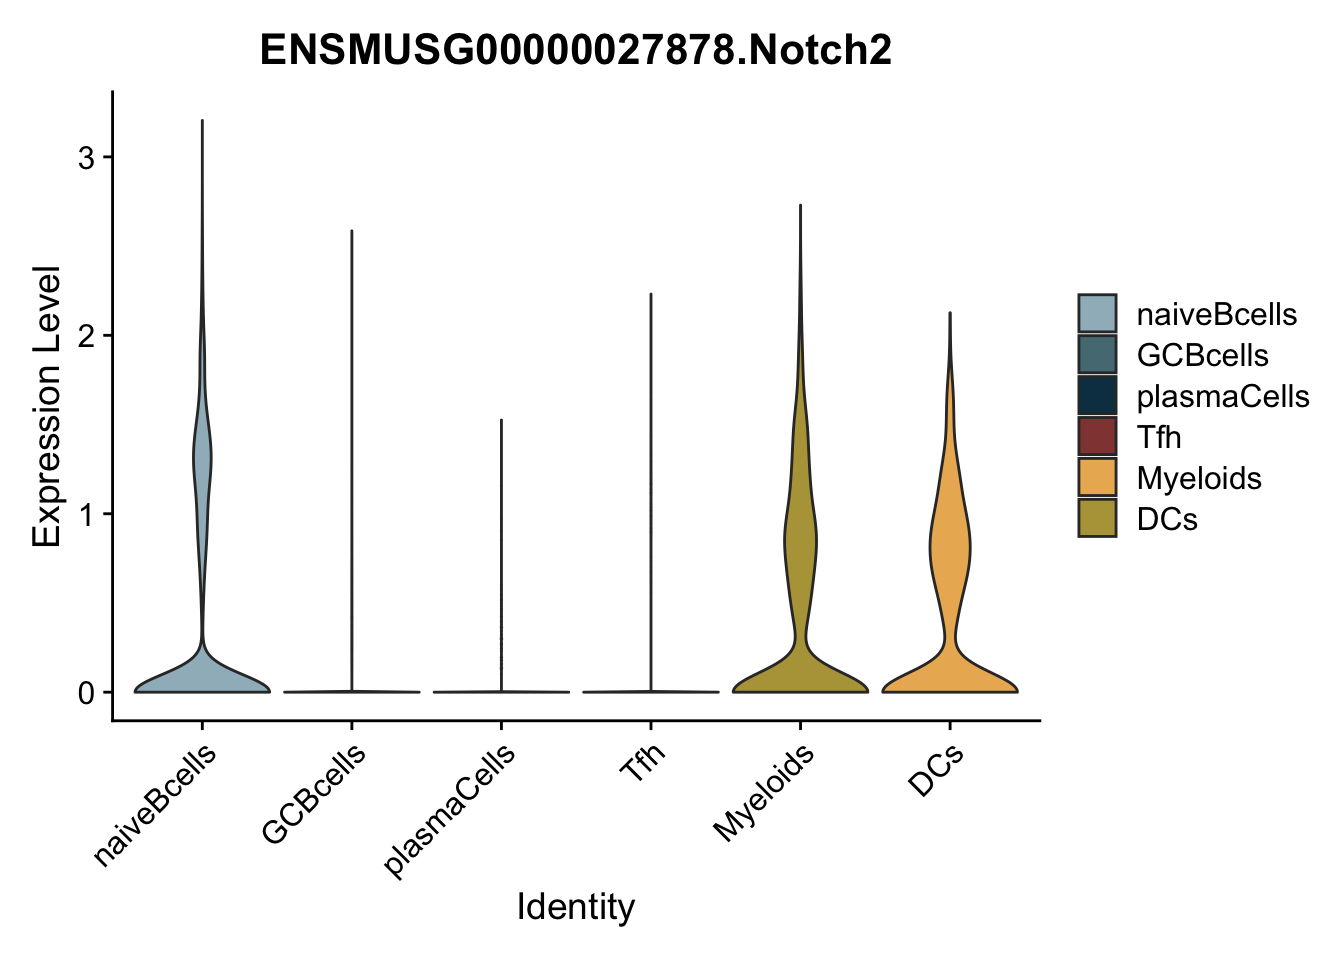 ENSMUSG00000027878.Notch2
Expression Level
3
2
1
0
naiveBcells
GCBcells
plasmaCells
Tfh
Myeloids
DCs
Identity
naiveBcells
GCBcells
plasmaCells
Tfh
Myeloids
DCs